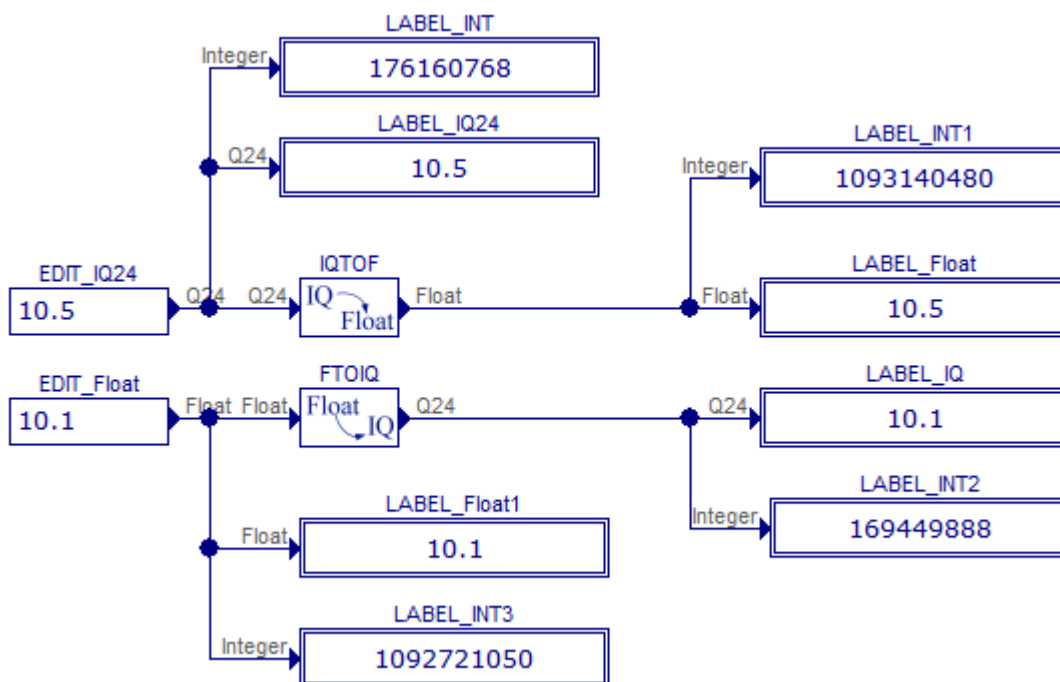 LABEL_INT
Integer
176160768
LABEL_IQ24
Q24
10.5
LABEL_INT1
Integer
1093140480
EDIT_IQ24
10.5
Q24
Q24
IQTOF
IQ
Float
Float
LABEL_Float
Float
10.5
EDIT_Float
10.1
Float
Float
FTOIQ
Float
IQ
Q24
LABEL_IQ
Q24
10.1
LABEL_INT2
Integer
169449888
LABEL_Float1
Float
10.1
LABEL_INT3
Integer
1092721050